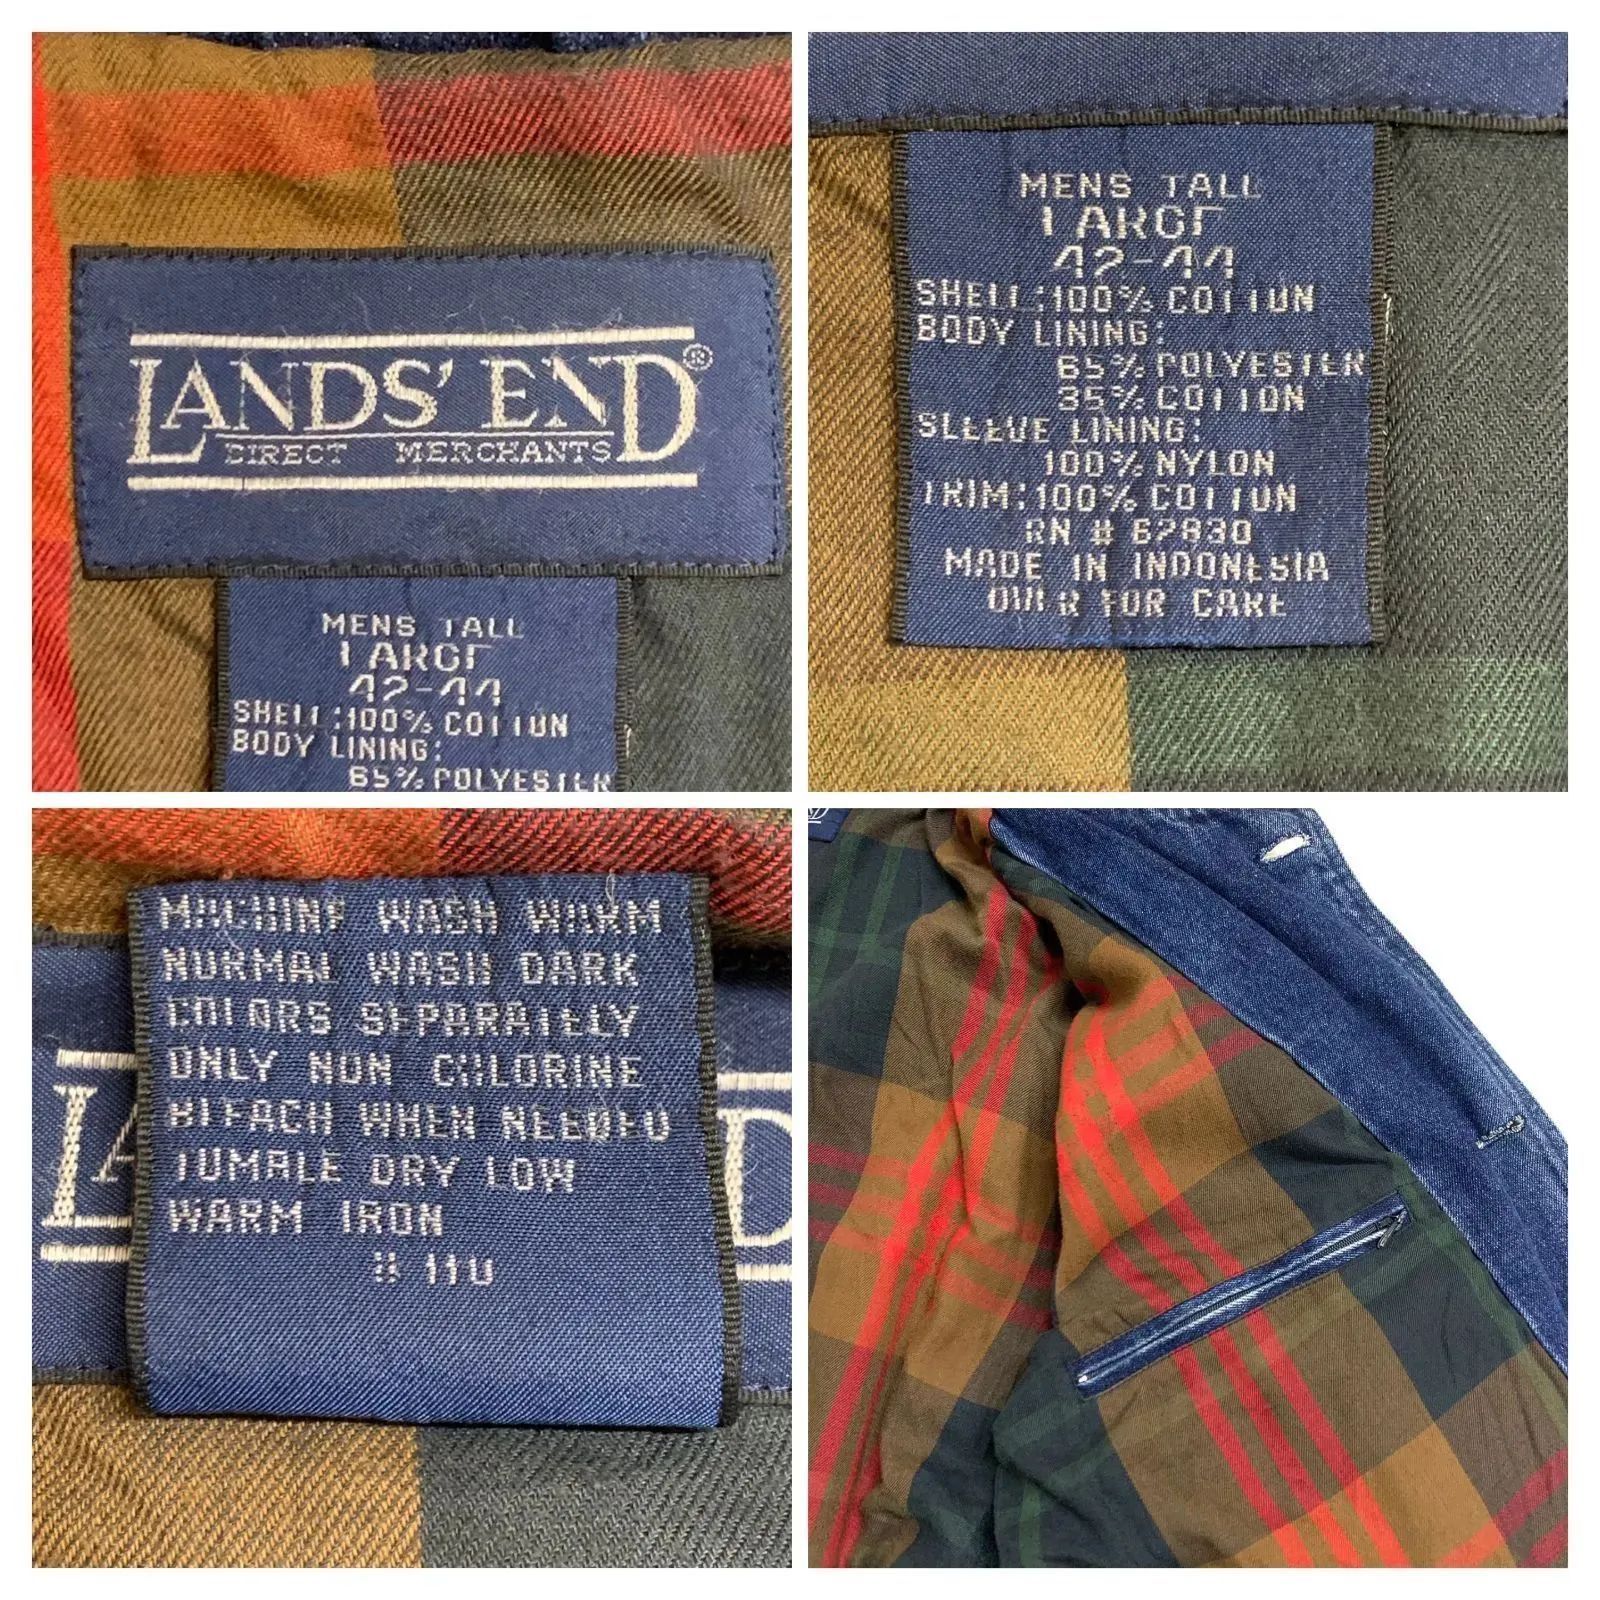 LANDS' END®
DIRECT MERCHANTS
MENS TALL
LARGE
42-44
SHELL:100% COTTON
BODY LINING:
65% POLYESTER
MENS TALL
LARGE
42-44
SHELL:100% COTTON
BODY LINING:
65% POLYESTER
35% COTTON
SLEEVE LINING:
100% NYLON
TRIM:100% COTTON
RN # 62830
MADE IN INDONESIA
OVER FOR CARE
MACHINE WASH WARM
NORMAL WASH DARK
COLORS SEPARATELY
ONLY NON CHLORINE
BLEACH WHEN NEEDED
TUMBLE DRY LOW
WARM IRON
L D